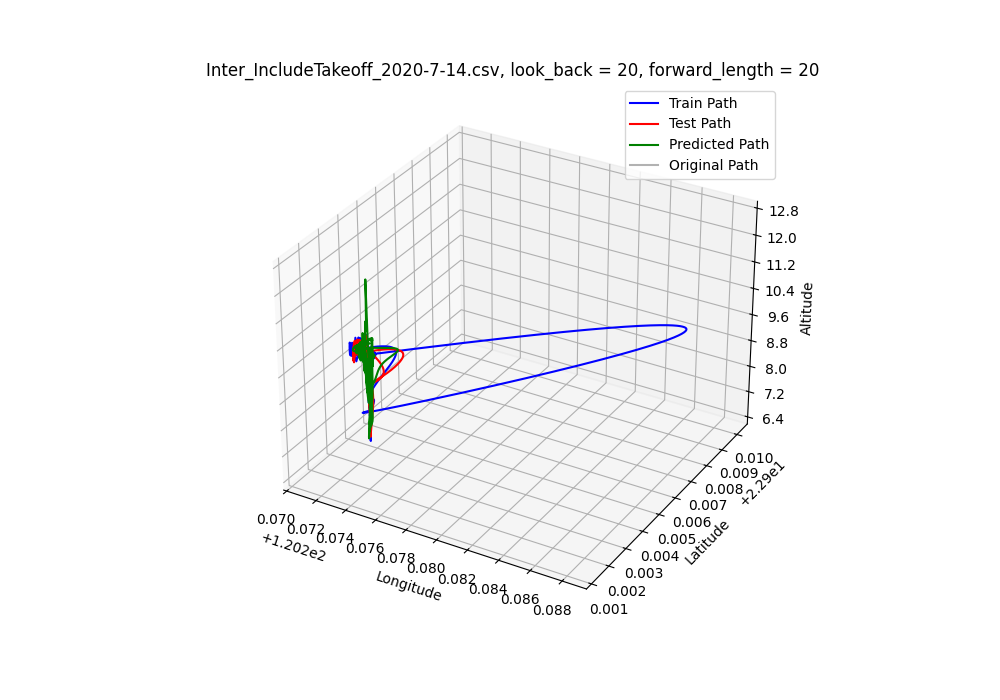 Inter_IncludeTakeoff_2020-7-14.csv, look_back = 20, forward_length = 20
Train Path
Test Path
Predicted Path
Original Path
12.8
12.0
11.2
10.4
9.6
8.8
8.0
7.2
6.4
Altitude
0.010
0.009
0.008
0.007
0.006
0.005
0.004
0.003
0.002
0.001
+2.29e1
Latitude
0.070
0.072
0.074
0.076
0.078
0.080
0.082
0.084
0.086
0.088
+1.202e2
Longitude